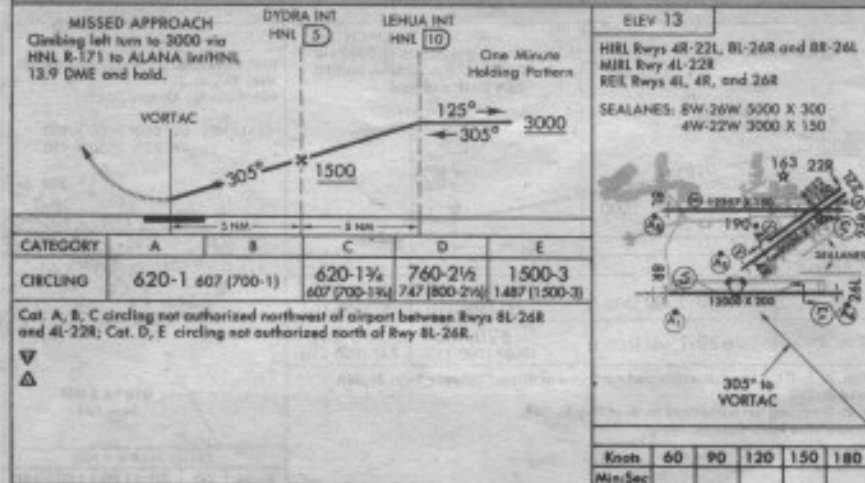 MISSED APPROACH
Climbing left turn to 3000 via
HNL R-171 to ALANA Int/HNL
13.9 DME and hold.
DYDRA INT
HNL 5
LEHUA INT
HNL 10
One Minute
Holding Pattern
VORTAC
125°
305°
3000
305°
1500
5 NM
5 NM
CATEGORY A B C D E
CIRCLING 620-1 607 (700-1) 620-1¾ 760-2½ 1500-3
607 (700-1¾) 747 (800-2½) 1487 (1500-3)
Cat. A, B, C circling not authorized northwest of airport between Rwys 8L-26R
and 4L-22R; Cat. D, E circling not authorized north of Rwy 8L-26R.
ELEV 13
HIRL Rwys 4R-22L, 8L-26R and 8R-26L
MIRL Rwy 4L-22R
REIL Rwys 4L, 4R, and 26R
SEALANES: 8W-26W 5000 X 300
4W-22W 3000 X 150
163
22R
22L
8L
190
SEALANES
8R
26L
12000 X 200
305° to
VORTAC
Knots 60 90 120 150 180
Min:Sec